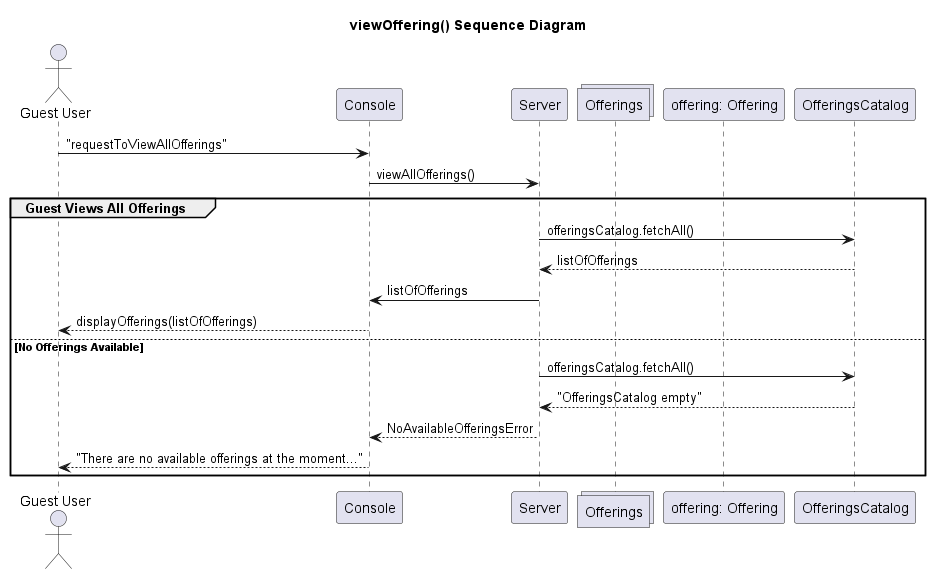 viewOffering() Sequence Diagram
Guest User
Console
Server
Offerings
offering: Offering
OfferingsCatalog
"requestToViewAllOfferings"
viewAllOfferings()
Guest Views All Offerings
offeringsCatalog.fetchAll()
listOfOfferings
listOfOfferings
displayOfferings(listOfOfferings)
[No Offerings Available]
offeringsCatalog.fetchAll()
"OfferingsCatalog empty"
NoAvailableOfferingsError
"There are no available offerings at the moment..."
Guest User
Console
Server
Offerings
offering: Offering
OfferingsCatalog